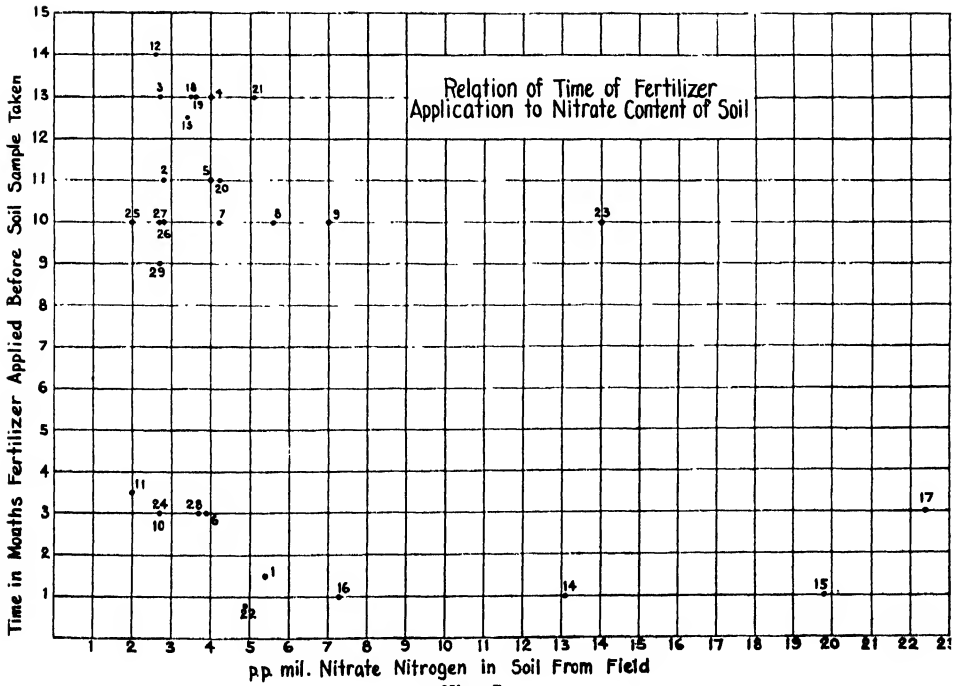 15
14
13
12
11
10
9
8
7
6
5
4
3
2
1
Time in Months Fertilizer Applied Before Soil Sample Taken
Relation of Time of Fertilizer
Application to Nitrate Content of Soil
12
3 18 4 21
19
13
2 5
20
25 27 7 8 9 23
26
29
11
24 28 17
10 6
1
16 14 15
22
1 2 3 4 5 6 7 8 9 10 11 12 13 14 15 16 17 18 19 20 21 22 23
p.p. mil. Nitrate Nitrogen in Soil From Field